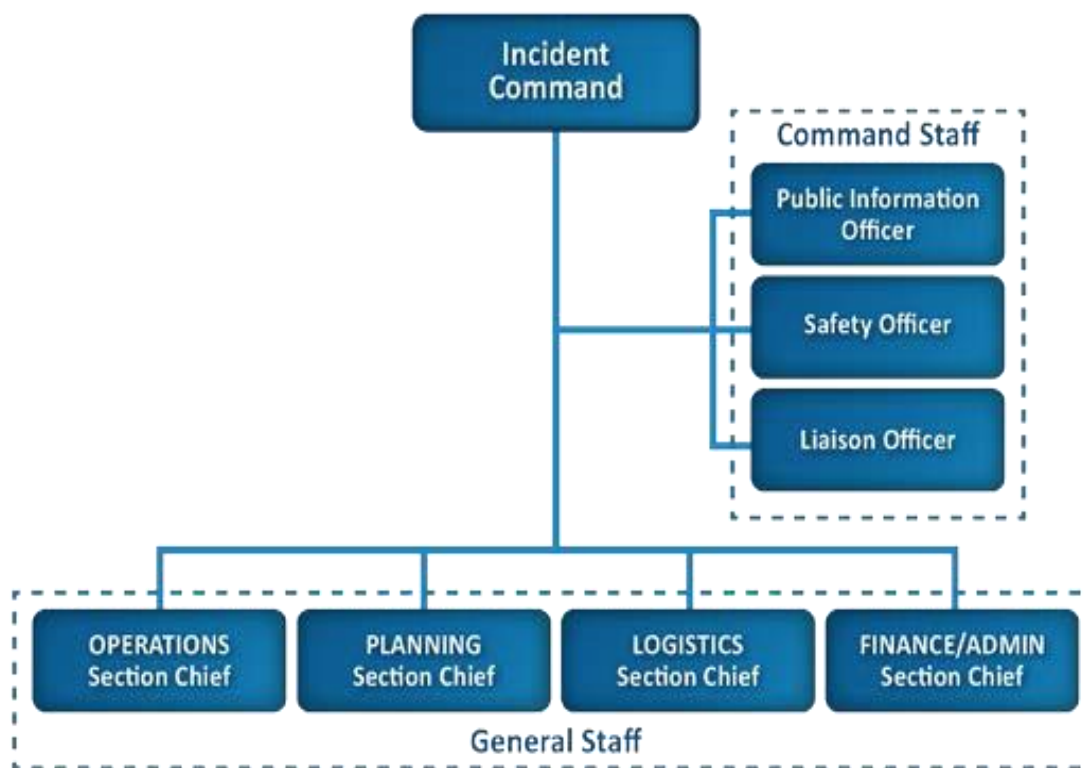 Incident
Command
Command Staff
Public Information
Officer
Safety Officer
Liaison Officer
OPERATIONS
Section Chief
PLANNING
Section Chief
LOGISTICS
Section Chief
FINANCE/ADMIN
Section Chief
General Staff